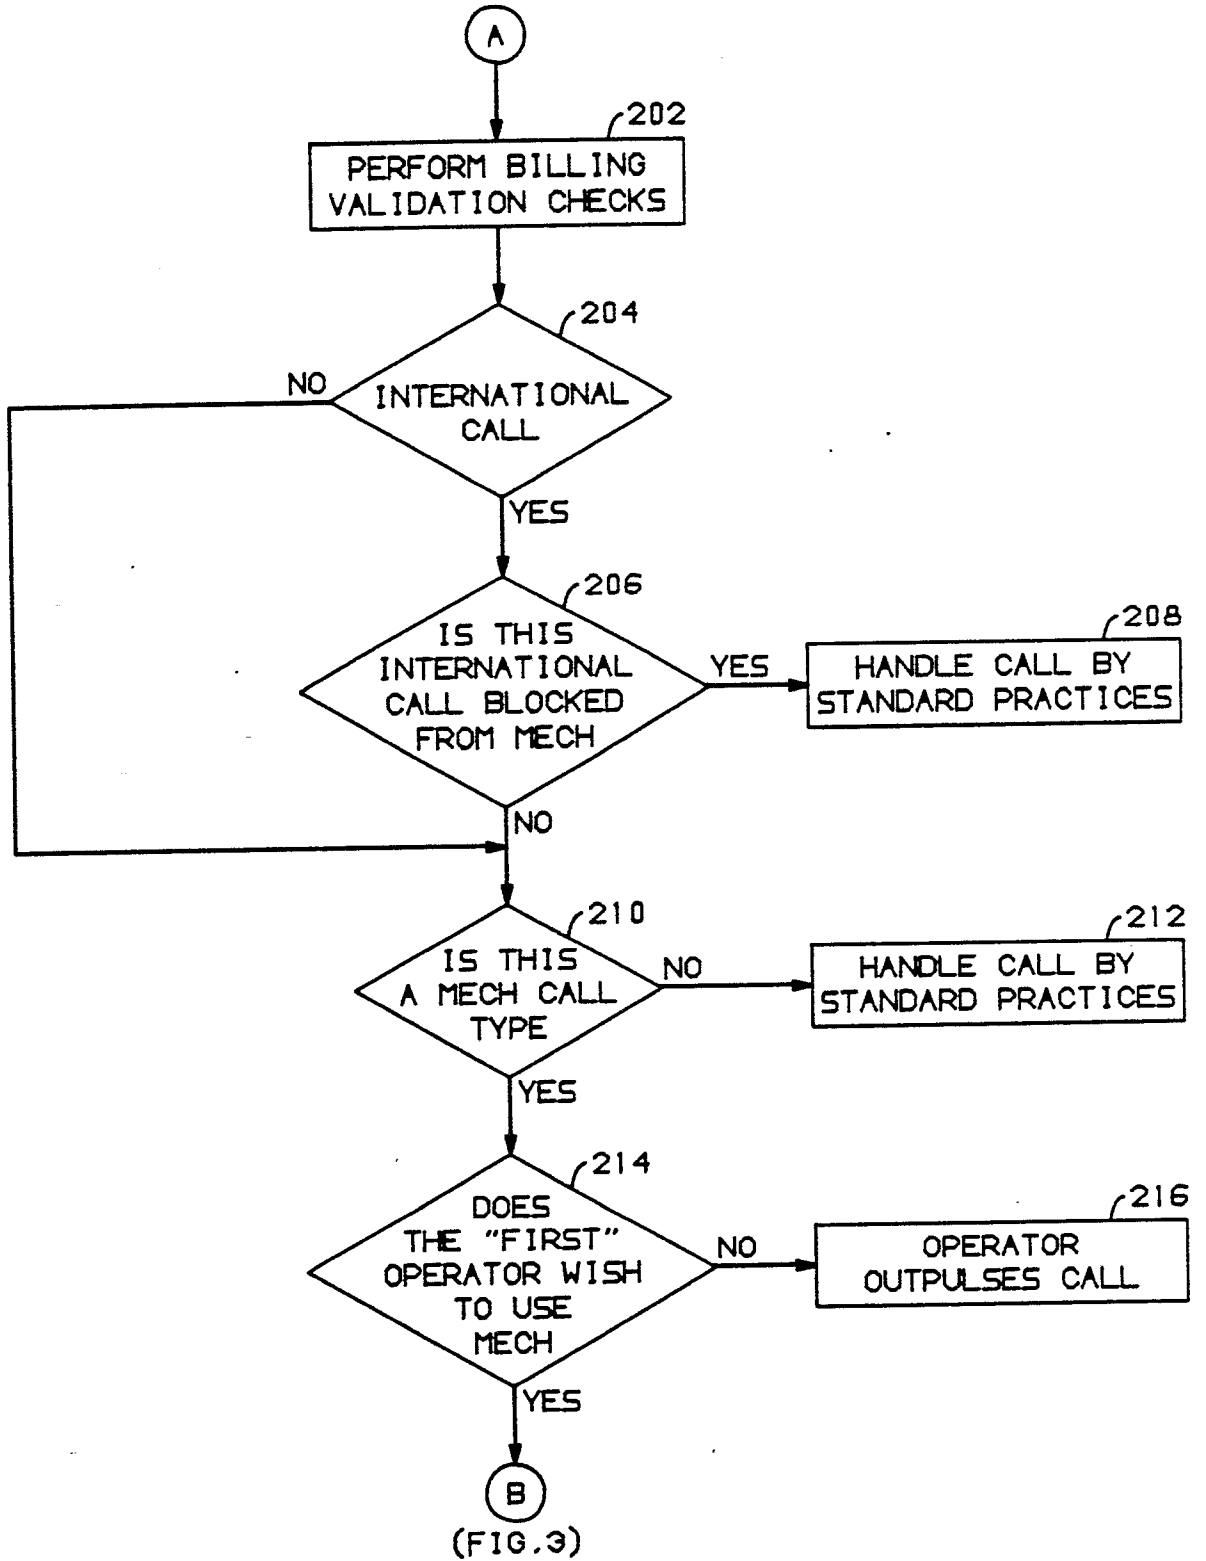 A
202
PERFORM BILLING
VALIDATION CHECKS
204
NO
INTERNATIONAL
CALL
YES
206
IS THIS
INTERNATIONAL
CALL BLOCKED
FROM MECH
YES
208
HANDLE CALL BY
STANDARD PRACTICES
NO
210
IS THIS
A MECH CALL
TYPE
NO
212
HANDLE CALL BY
STANDARD PRACTICES
YES
214
DOES
THE "FIRST"
OPERATOR WISH
TO USE
MECH
NO
216
OPERATOR
OUTPULSES CALL
YES
B
(FIG.3)